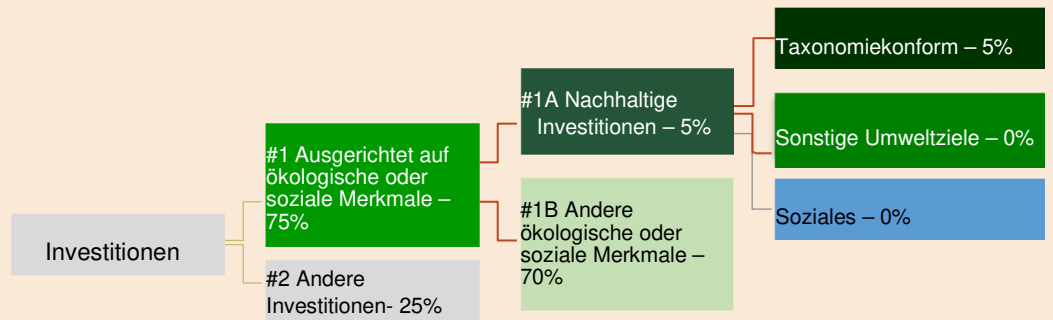 Investitionen
#1 Ausgerichtet auf
ökologische oder
soziale Merkmale –
75%
#2 Andere
Investitionen- 25%
#1A Nachhaltige
Investitionen – 5%
#1B Andere
ökologische oder
soziale Merkmale –
70%
Taxonomiekonform – 5%
Sonstige Umweltziele – 0%
Soziales – 0%